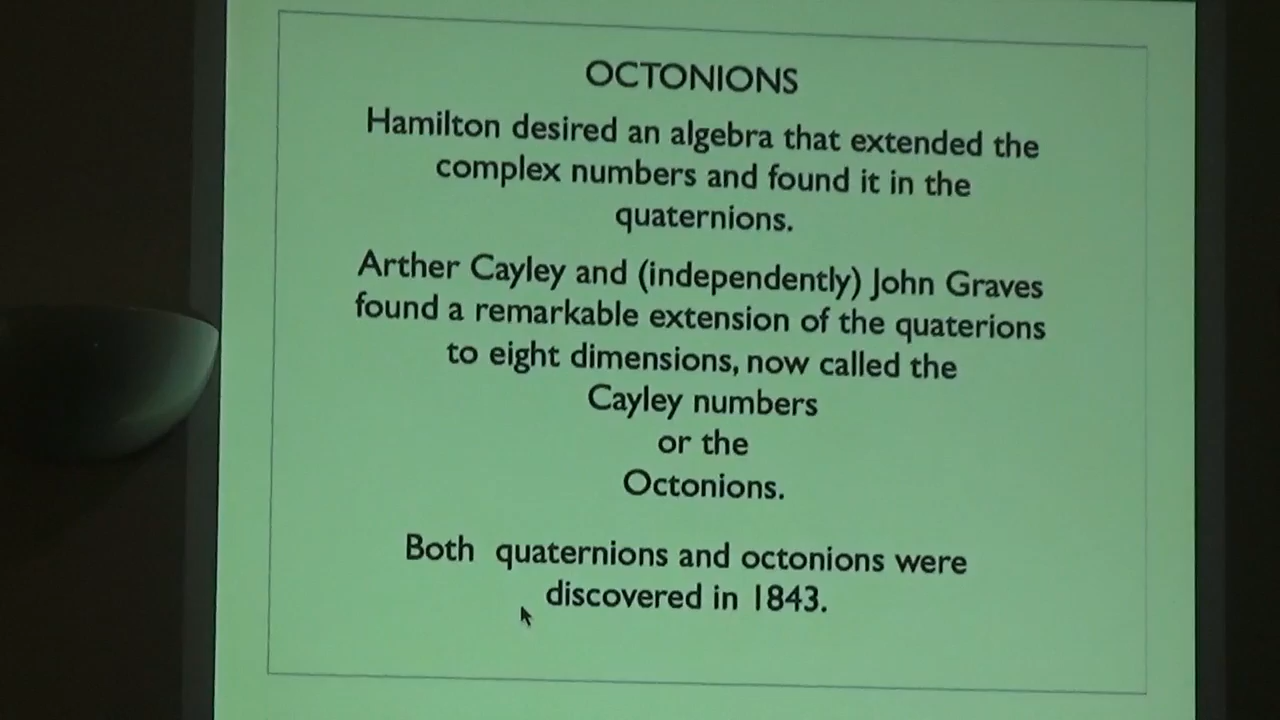 OCTONIONS
Hamilton desired an algebra that extended the
complex numbers and found it in the
quaternions.
Arther Cayley and (independently) John Graves
found a remarkable extension of the quaterions
to eight dimensions, now called the
Cayley numbers
or the
Octonions.
Both quaternions and octonions were
discovered in 1843.